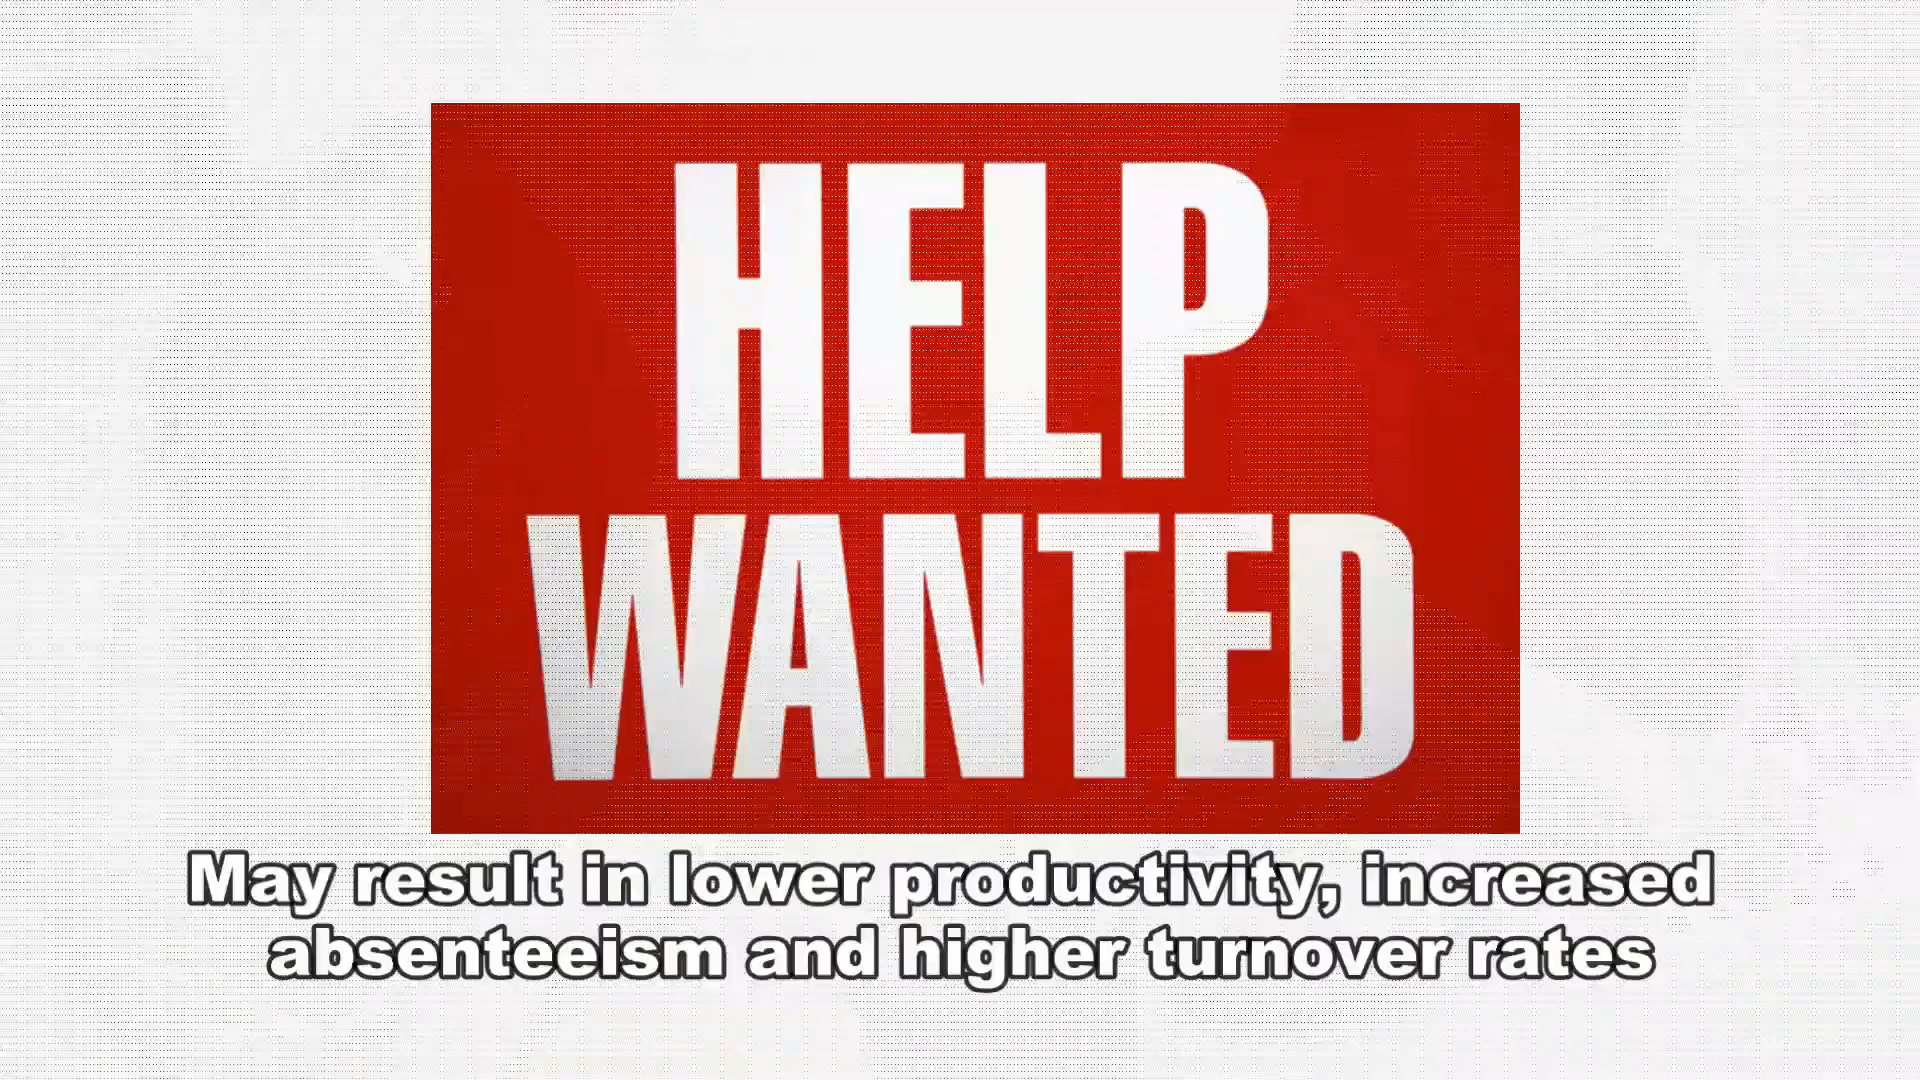 HELP
WANTED
May result in lower productivity, increased
absenteeism and higher turnover rates